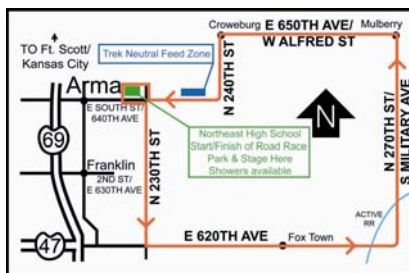 Croweburg
E 650TH AVE/
Mulberry
W ALFRED ST
TO Ft. Scott/
Kansas City
Trek Neutral Feed Zone
N 240TH ST
Arma
E SOUTH ST/
640TH AVE
N
N 270TH ST/
S MILITARY AVE
Northeast High School
Start/Finish of Road Race
Park & Stage Here
Showers available
69
N 230TH ST
Franklin
2ND ST/
E 630TH AVE
ACTIVE
RR
47
E 620TH AVE
Fox Town